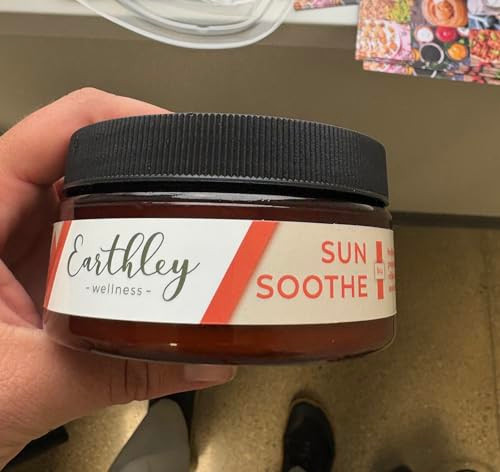 Earthley
- wellness -
SUN
SOOTHE